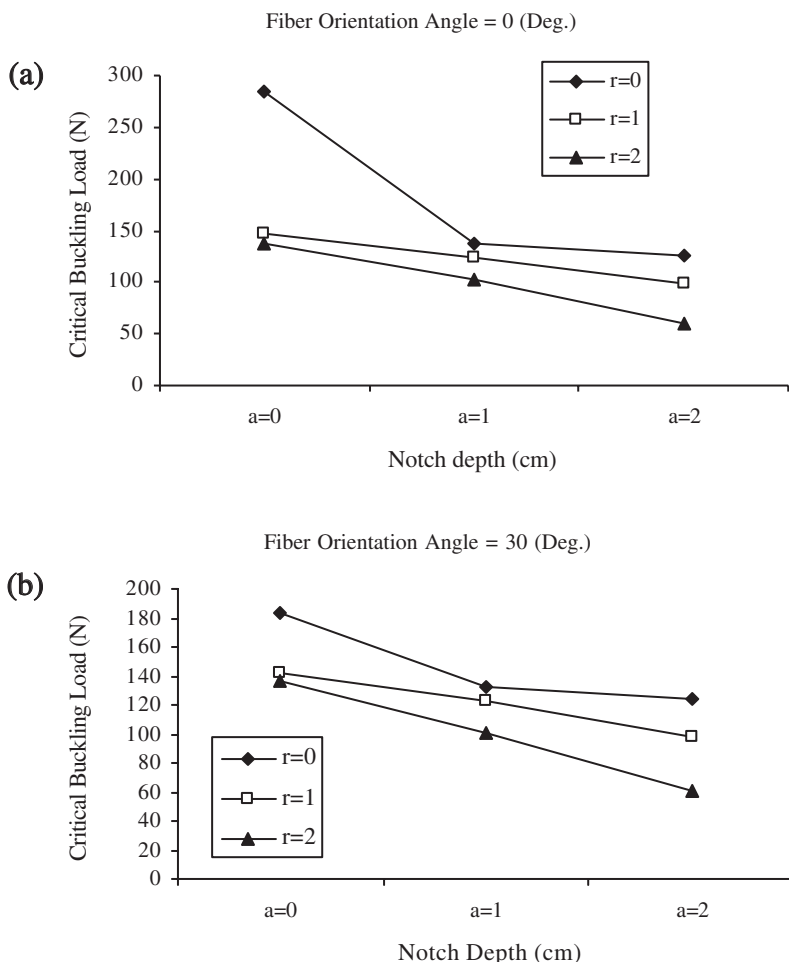 Fiber Orientation Angle = 0 (Deg.)
(a)
Critical Buckling Load (N)
300
250
200
150
100
50
0
r=0
r=1
r=2
a=0
a=1
a=2
Notch depth (cm)
Fiber Orientation Angle = 30 (Deg.)
(b)
Critical Buckling Load (N)
200
180
160
140
120
100
80
60
40
20
0
r=0
r=1
r=2
a=0
a=1
a=2
Notch Depth (cm)